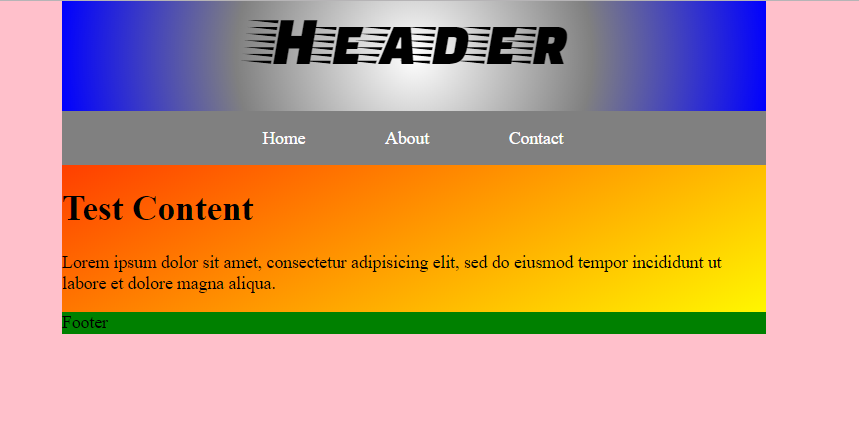 HEADER
Home About Contact
Test Content
Lorem ipsum dolor sit amet, consectetur adipisicing elit, sed do eiusmod tempor incididunt ut
labore et dolore magna aliqua.
Footer